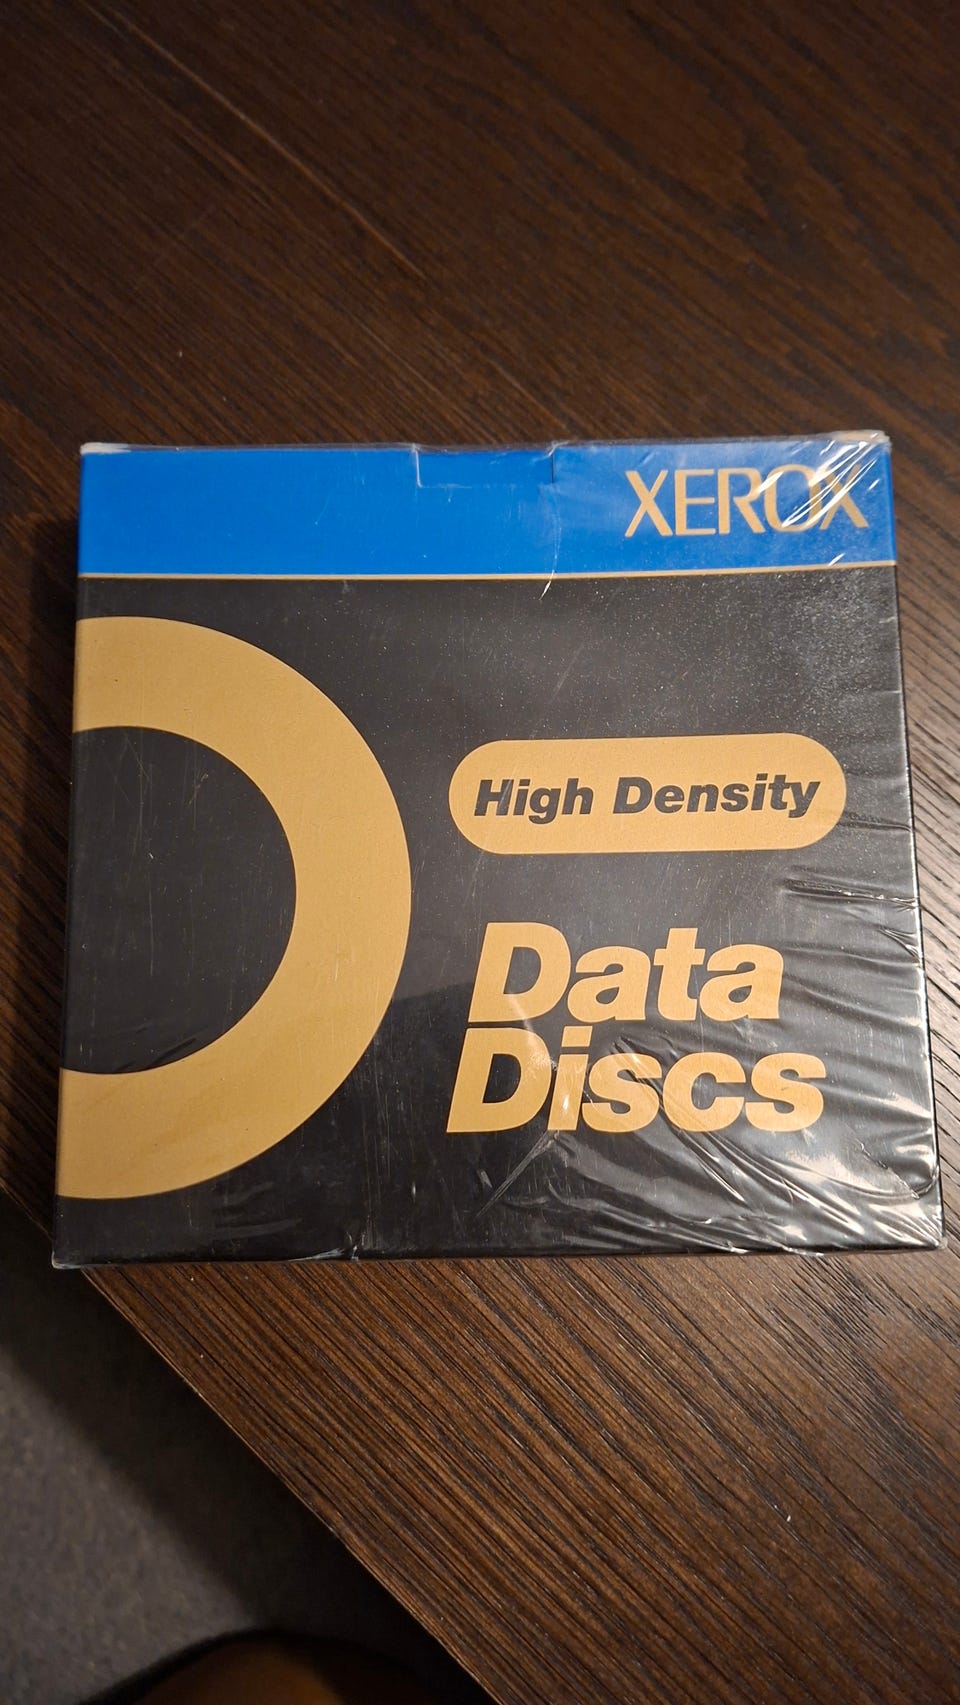 XEROX
High Density
Data
Discs